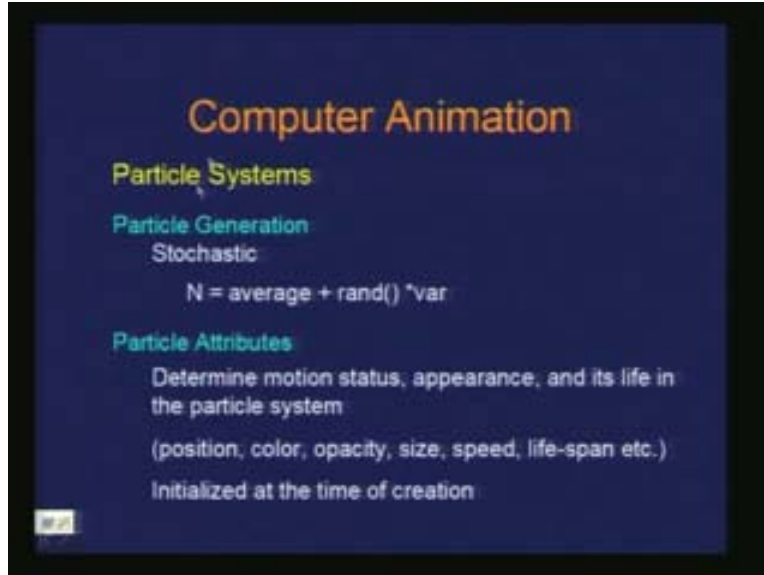 Computer Animation
Particle Systems
Particle Generation
Stochastic
N = average + rand() *var
Particle Attributes
Determine motion status, appearance, and its life in
the particle system
(position, color, opacity, size, speed, life-span etc.)
Initialized at the time of creation